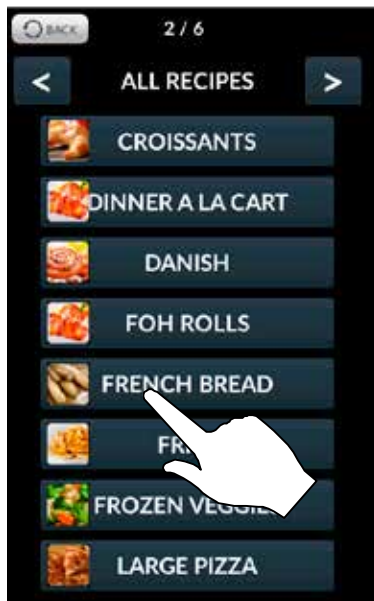 BACK
2 / 6
< ALL RECIPES >
CROISSANTS
DINNER A LA CART
DANISH
FOH ROLLS
FRENCH BREAD
FROZEN
LARGE PIZZA